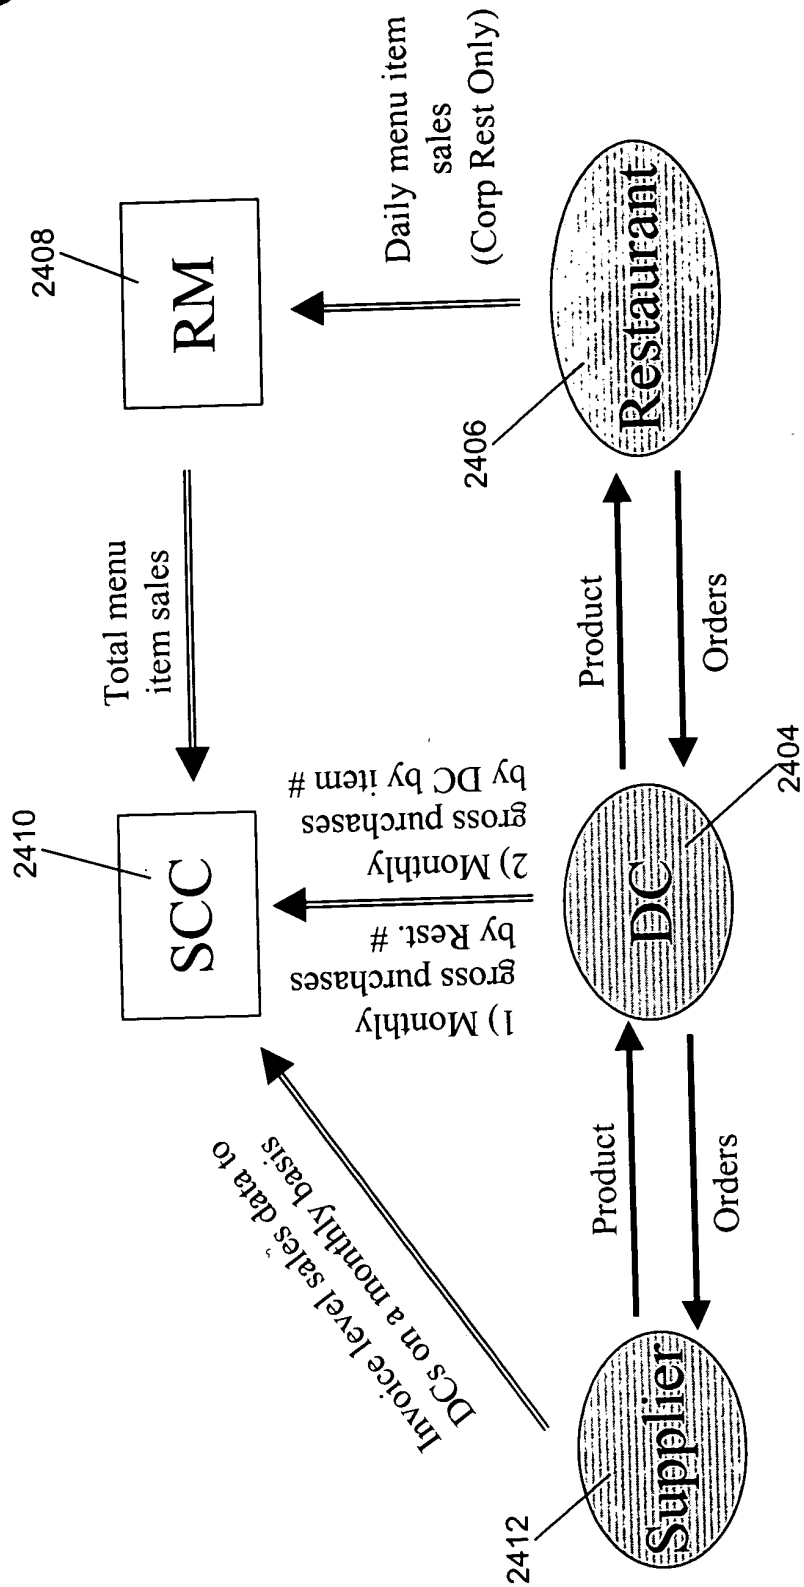 2410
SCC
Total menu
item sales
2408
RM
Invoice level sales data to
DCs on a monthly basis
1) Monthly
gross purchases
by Rest. #
2) Monthly
gross purchases
by DC by item #
Daily menu item
sales
(Corp Rest Only)
2412
Supplier
Product
Orders
DC
2404
Product
Orders
2406
Restaurant